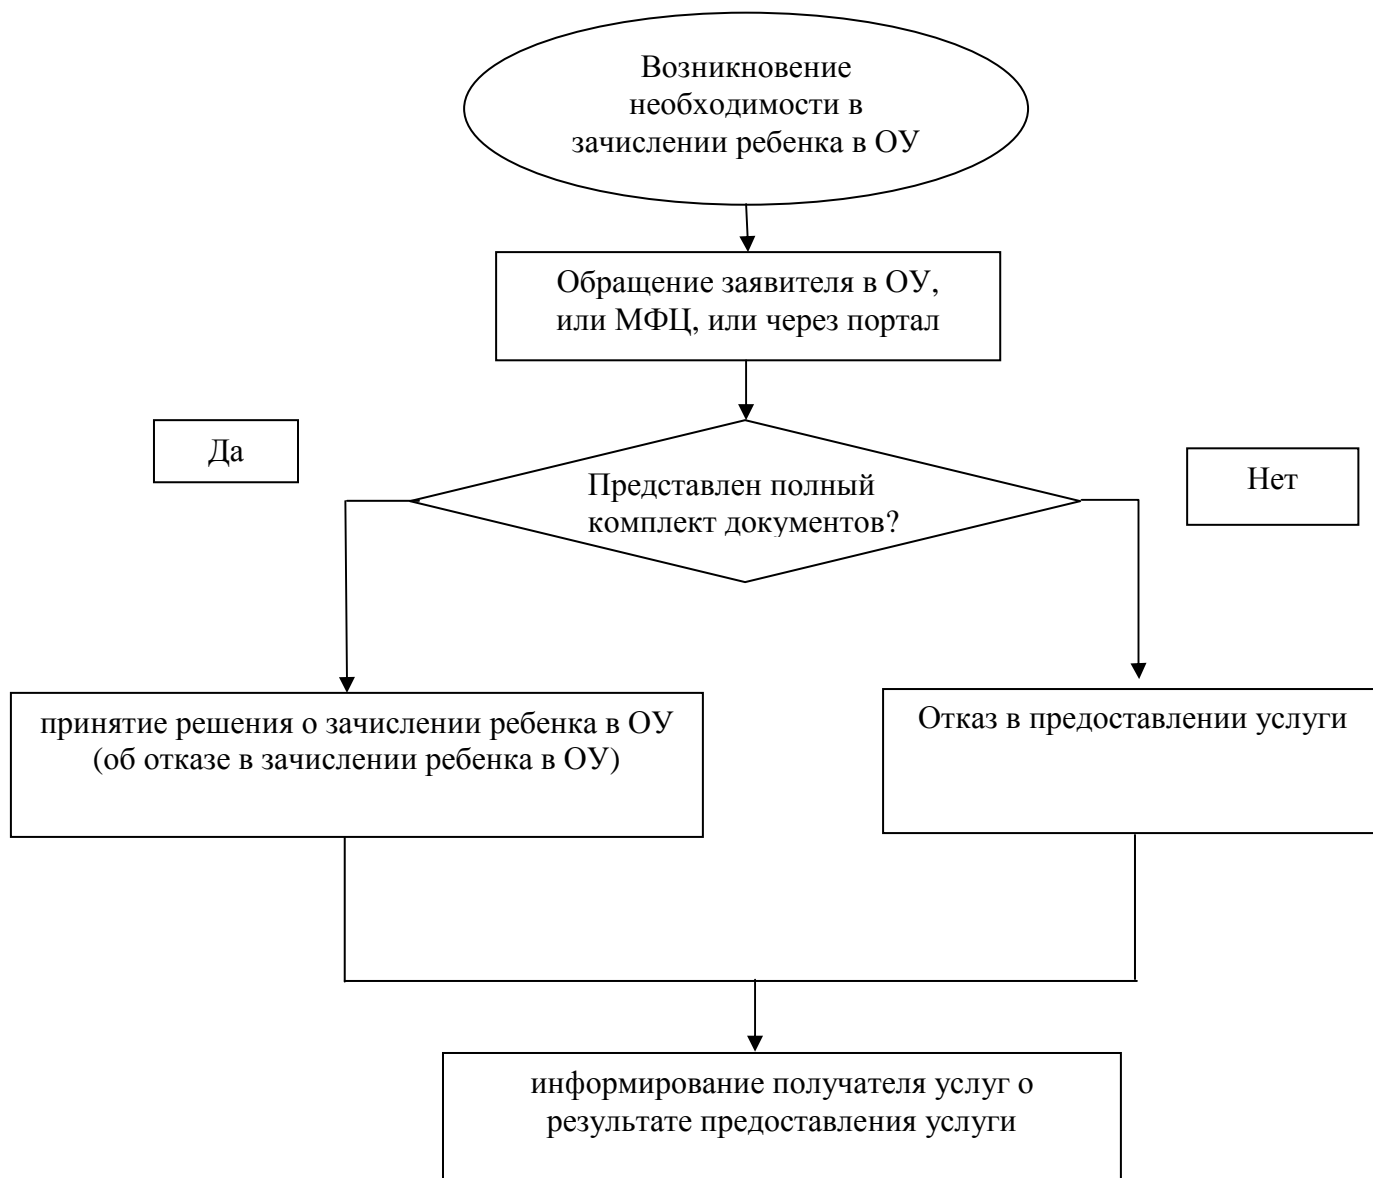 Возникновение
необходимости в
зачислении ребенка в ОУ
Обращение заявителя в ОУ,
или МФЦ, или через портал
Да
Нет
Представлен полный
комплект документов?
принятие решения о зачислении ребенка в ОУ
(об отказе в зачислении ребенка в ОУ)
Отказ в предоставлении услуги
информирование получателя услуг о
результате предоставления услуги